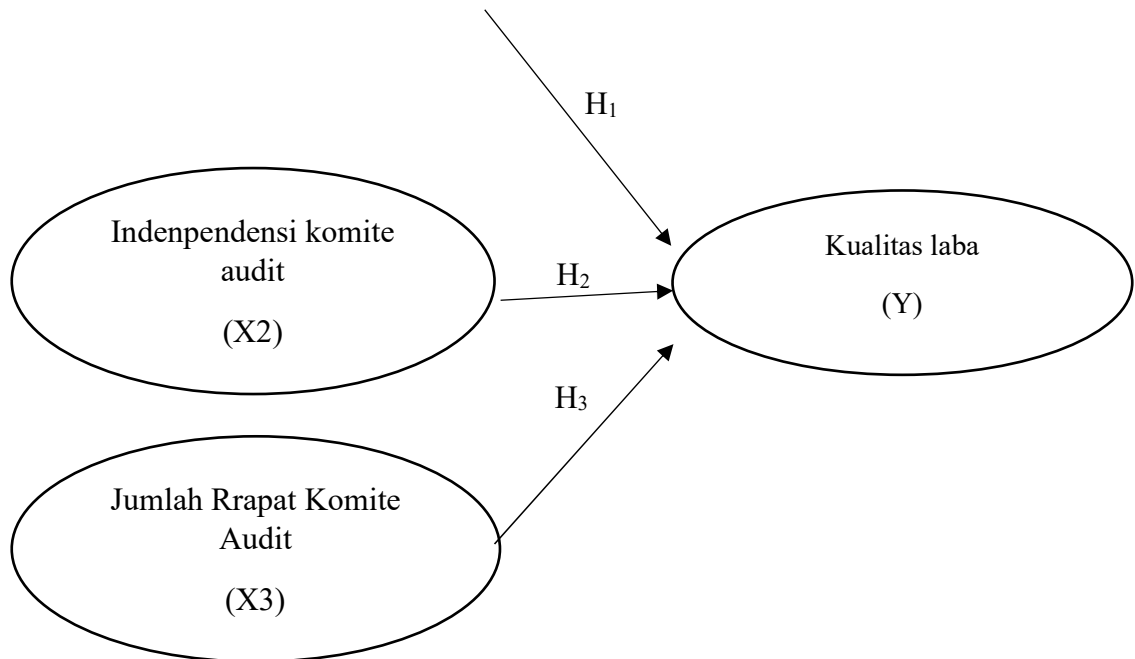 H₁
Indenpendensi komite
audit
(X2)
H₂
Kualitas laba
(Y)
H₃
Jumlah Rrapat Komite
Audit
(X3)